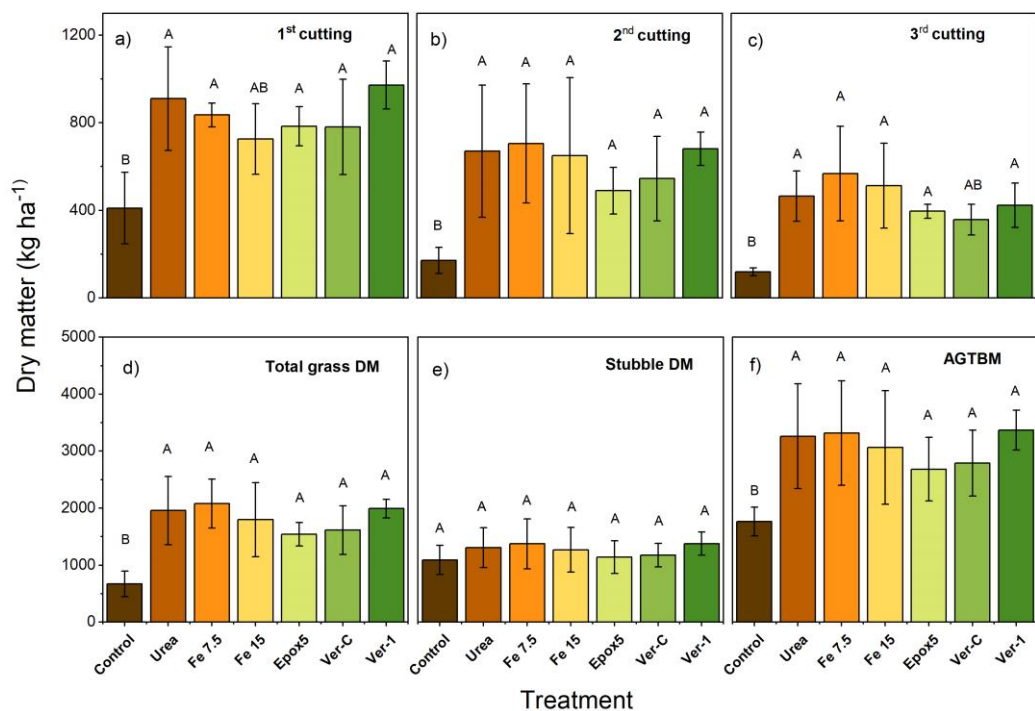 a) 1st cutting
b) 2nd cutting
c) 3rd cutting
1200
800
400
0
B A A AB A A A
B A A A A A A
B A A A A AB A
Dry matter (kg ha-1)
d) Total grass DM
e) Stubble DM
f) AGTBM
5000
4000
3000
2000
1000
0
B A A A A A A
A A A A A A A
B A A A A A A
Control Urea Fe 7.5 Fe 15 Epox5 Ver-C Ver-1
Control Urea Fe 7.5 Fe 15 Epox5 Ver-C Ver-1
Control Urea Fe 7.5 Fe 15 Epox5 Ver-C Ver-1
Treatment